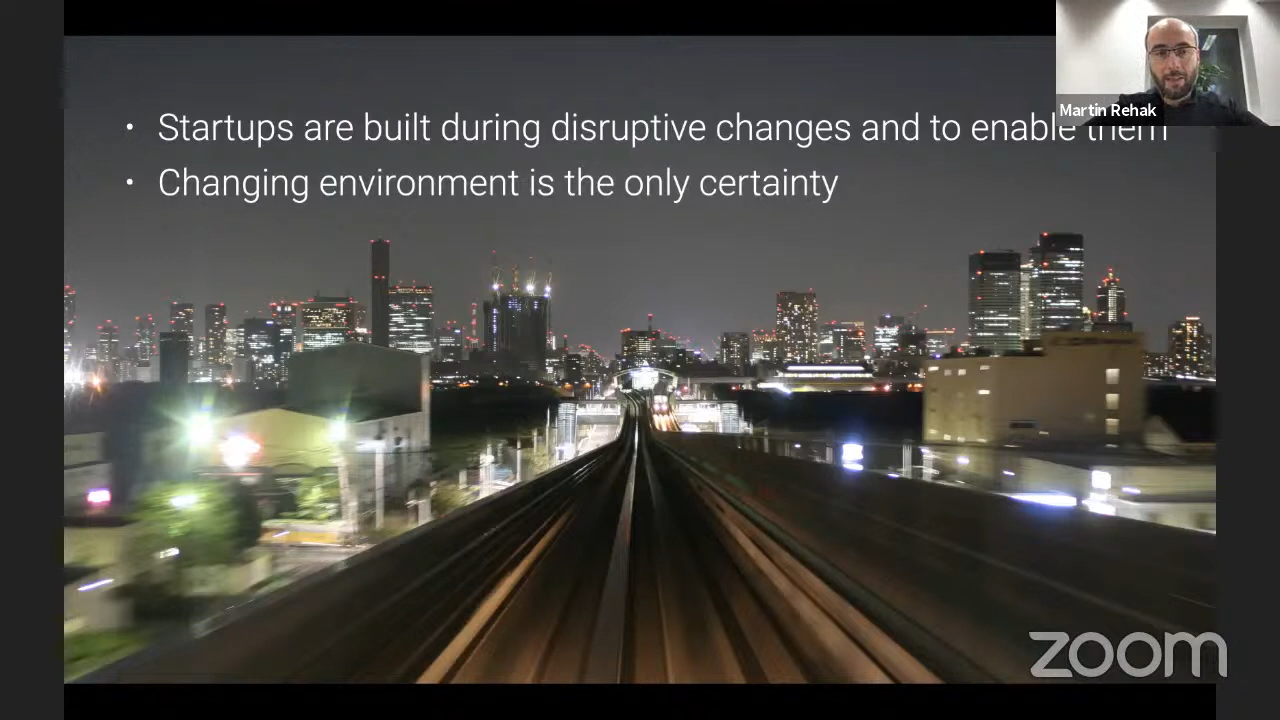 • Startups are built during disruptive changes and to enable them
• Changing environment is the only certainty
Martin Rehak
zoom